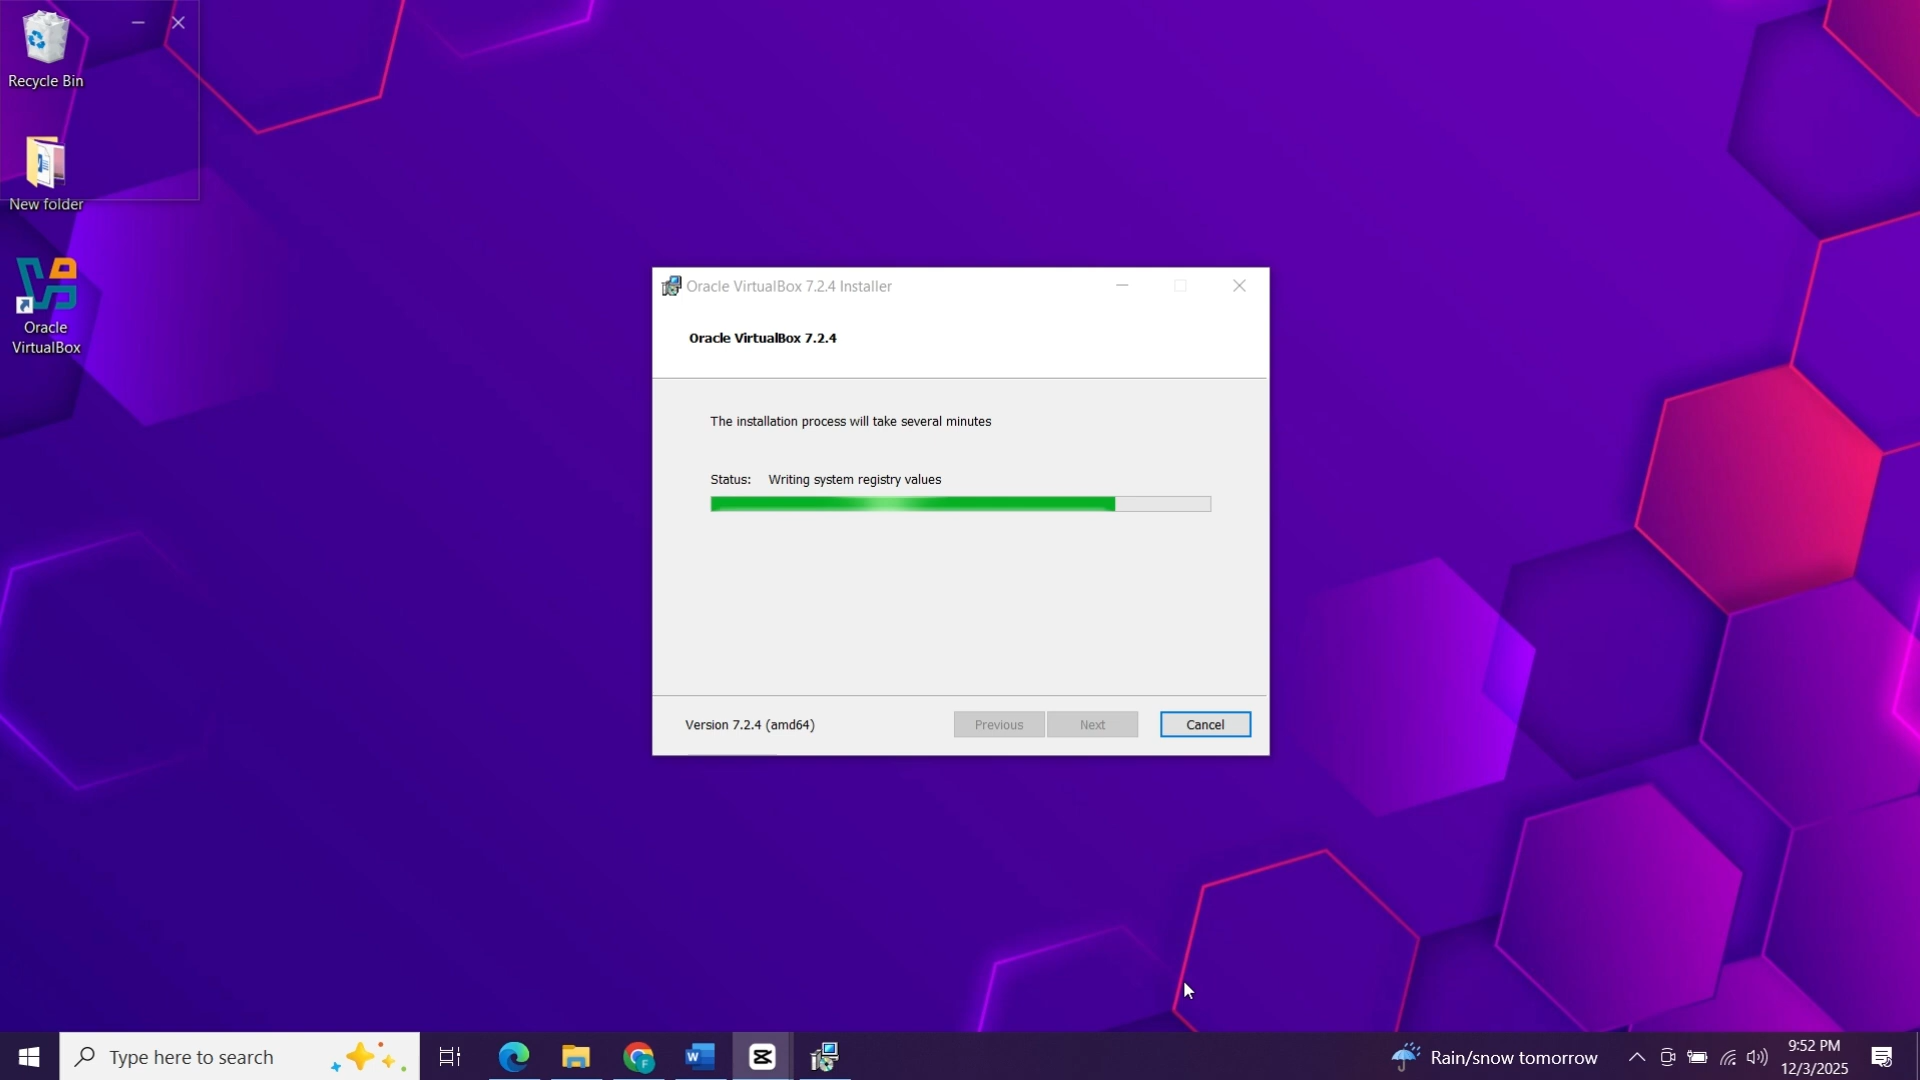 Recycle Bin
New folder
Oracle
VirtualBox
Oracle VirtualBox 7.2.4 Installer
Oracle VirtualBox 7.2.4
The installation process will take several minutes
Status: Writing system registry values
Version 7.2.4 (amd64)
Previous
Next
Cancel
Type here to search
Rain/snow tomorrow
9:52 PM
12/3/2025